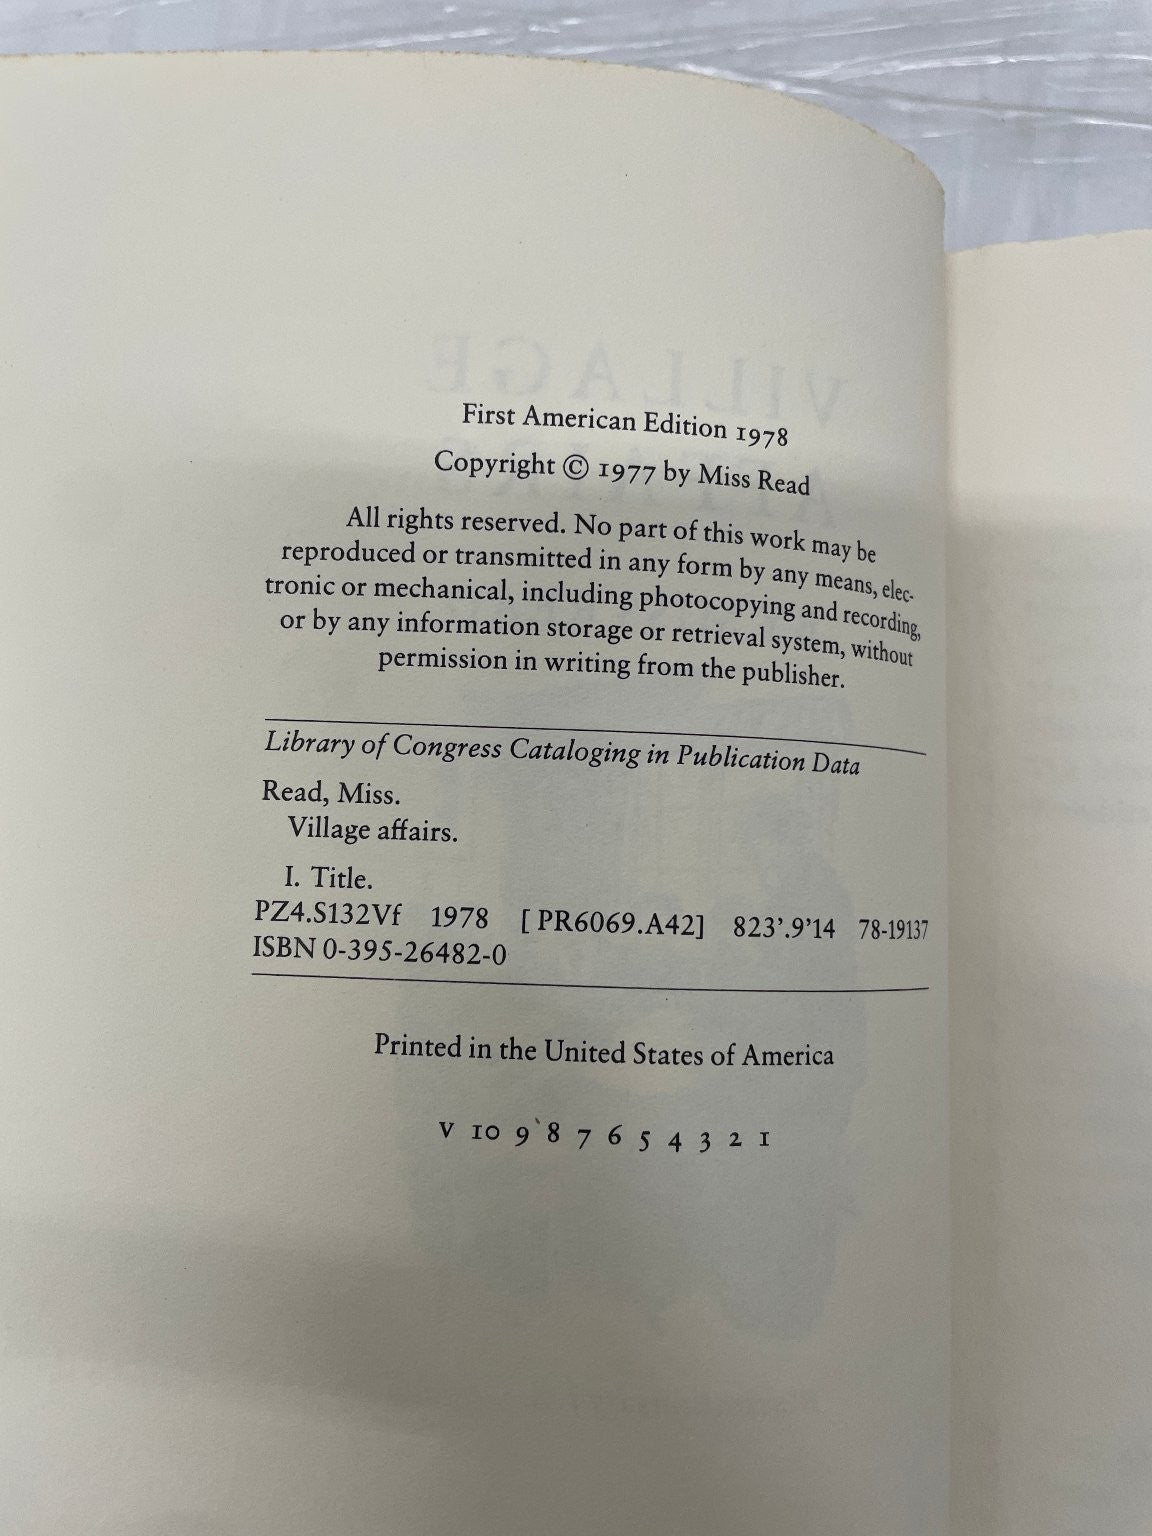 First American Edition 1978
Copyright © 1977 by Miss Read
All rights reserved. No part of this work may be
reproduced or transmitted in any form by any means, elec-
tronic or mechanical, including photocopying and recording,
or by any information storage or retrieval system, without
permission in writing from the publisher.
Library of Congress Cataloging in Publication Data
Read, Miss.
Village affairs.
I. Title.
PZ4.S132Vf 1978 [PR6069.A42] 823'.9'14 78-19137
ISBN 0-395-26482-0
Printed in the United States of America
V 10 9 8 7 6 5 4 3 2 1